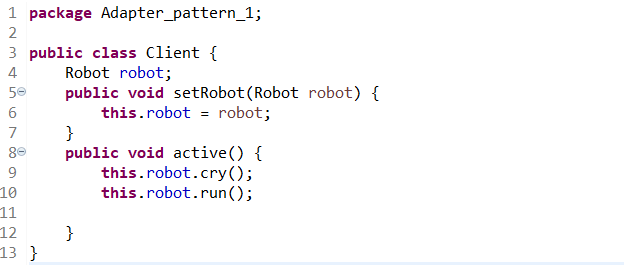 1 package Adapter_pattern_1;
2
3 public class Client {
4     Robot robot;
5     public void setRobot(Robot robot) {
6         this.robot = robot;
7     }
8     public void active() {
9         this.robot.cry();
10         this.robot.run();
11
12     }
13 }